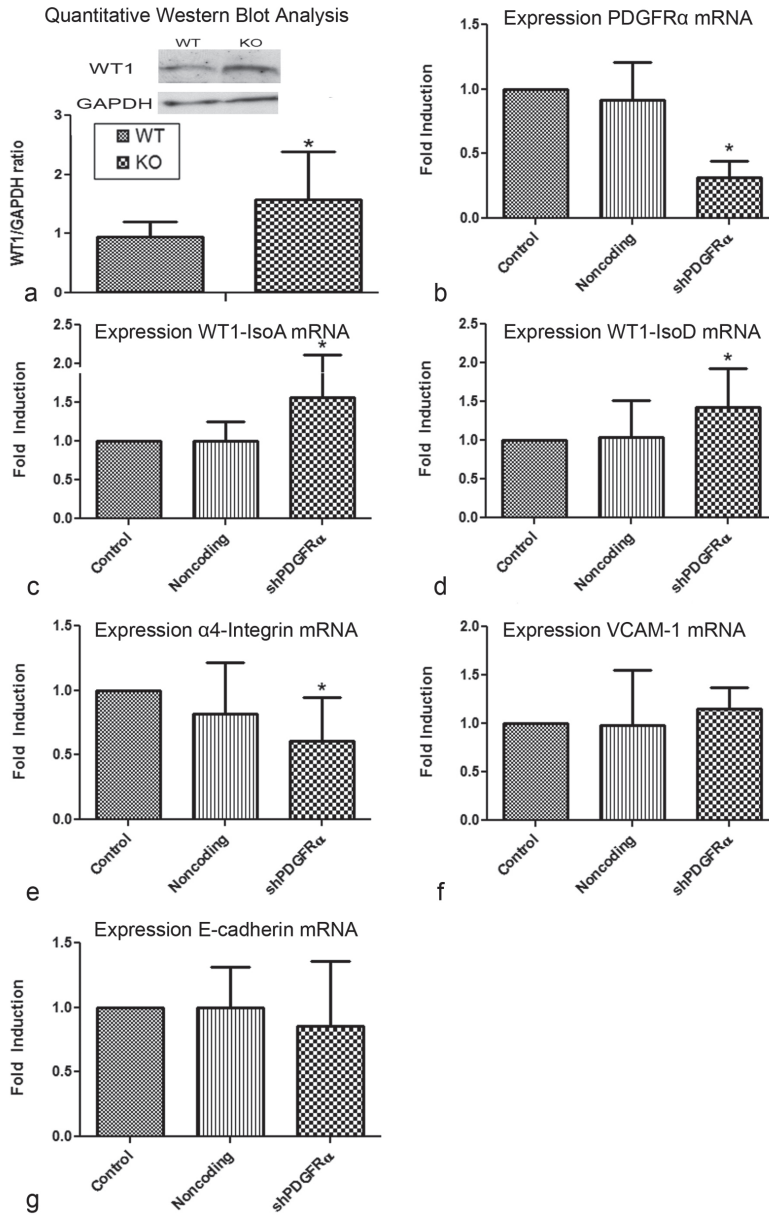 Quantitative Western Blot Analysis
WT KO
WT1
GAPDH
WT1/GAPDH ratio
3
2
1
0
WT
KO
*
a
Expression PDGFRα mRNA
Fold Induction
1.5
1.0
0.5
0.0
*
Control
Noncoding
shPDGFRα
b
Expression WT1-IsoA mRNA
Fold Induction
2.5
2.0
1.5
1.0
0.5
0.0
*
Control
Noncoding
shPDGFRα
c
Expression WT1-IsoD mRNA
Fold Induction
2.5
2.0
1.5
1.0
0.5
0.0
*
Control
Noncoding
shPDGFRα
d
Expression α4-Integrin mRNA
Fold Induction
1.5
1.0
0.5
0.0
*
Control
Noncoding
shPDGFRα
e
Expression VCAM-1 mRNA
Fold Induction
2.0
1.5
1.0
0.5
0.0
Control
Noncoding
shPDGFRα
f
Expression E-cadherin mRNA
Fold Induction
1.5
1.0
0.5
0.0
Control
Noncoding
shPDGFRα
g